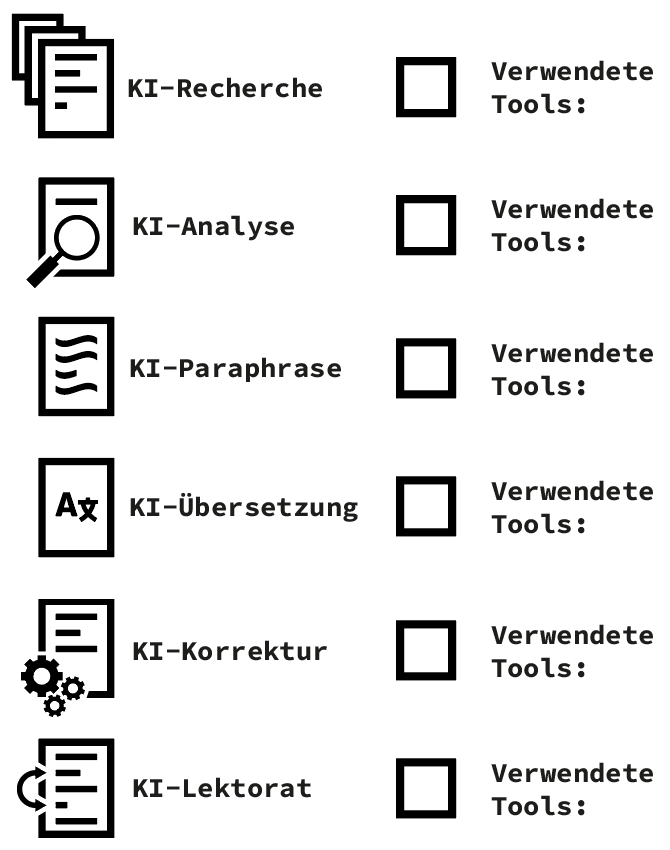 KI-Recherche
Verwendete
Tools:
KI-Analyse
Verwendete
Tools:
KI-Paraphrase
Verwendete
Tools:
A文
KI-Übersetzung
Verwendete
Tools:
KI-Korrektur
Verwendete
Tools:
KI-Lektorat
Verwendete
Tools: